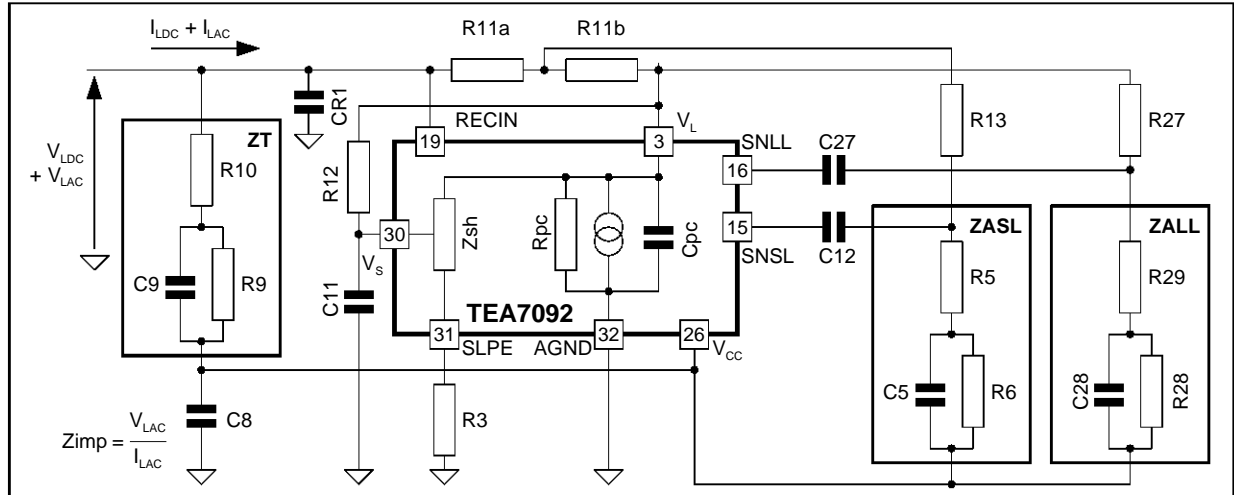 I_LDC + I_LAC
R11a
R11b
CR1
RECIN
V_L
R13
R27
ZT
19
3
SNLL
C27
V_LDC
+ V_LAC
R10
R12
16
Zsh
Rpc
Cpc
15
SNSL
C12
ZASL
ZALL
30
V_S
C9
R9
C11
R5
R29
TEA7092
31
32
26
SLPE
AGND
V_CC
C5
R6
C28
R28
C8
R3
Zimp = V_LAC
I_LAC